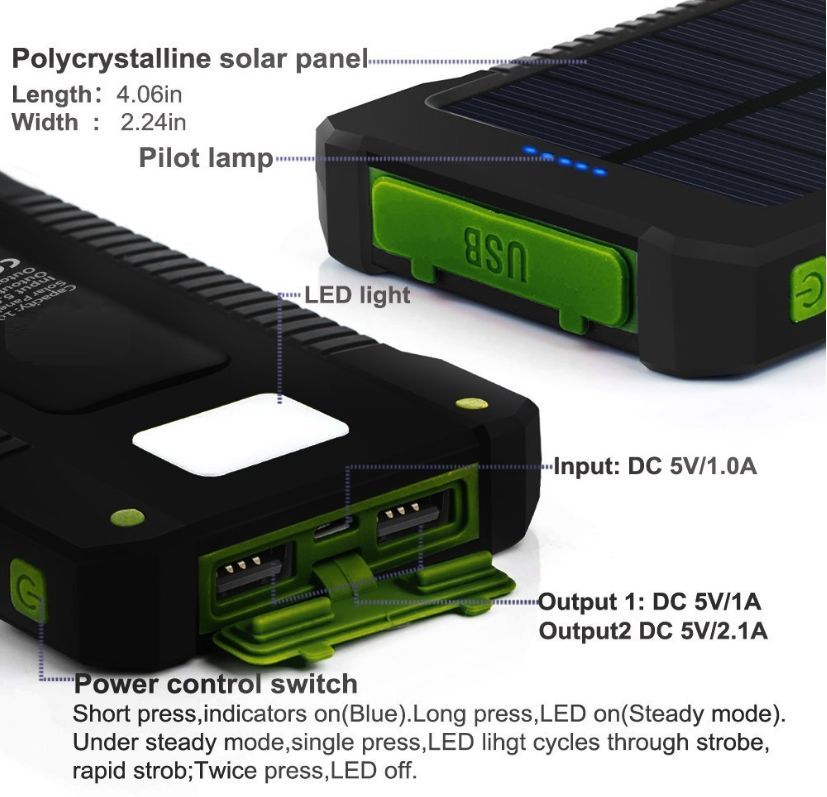 Polycrystalline solar panel
Length: 4.06in
Width : 2.24in
Pilot lamp
USB
LED light
Input: DC 5V/1.0A
Output 1: DC 5V/1A
Output2 DC 5V/2.1A
Power control switch
Short press,indicators on(Blue).Long press,LED on(Steady mode).
Under steady mode,single press,LED lihgt cycles through strobe,
rapid strob;Twice press,LED off.